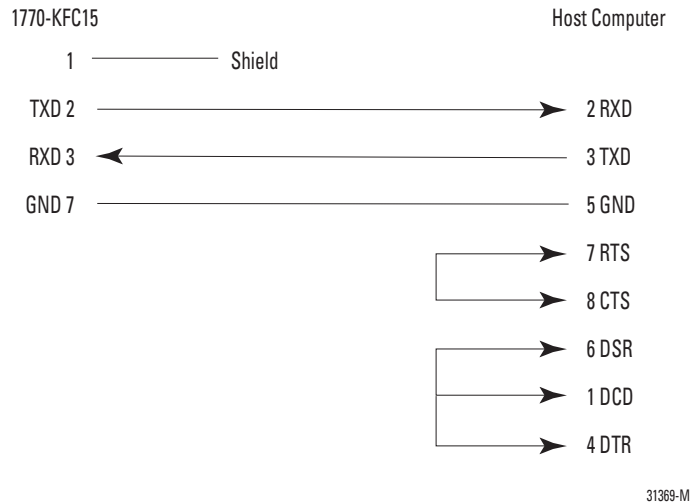 1770-KFC15 Host Computer
1 Shield
TXD 2 2 RXD
RXD 3 3 TXD
GND 7 5 GND
7 RTS
8 CTS
6 DSR
1 DCD
4 DTR
31369-M